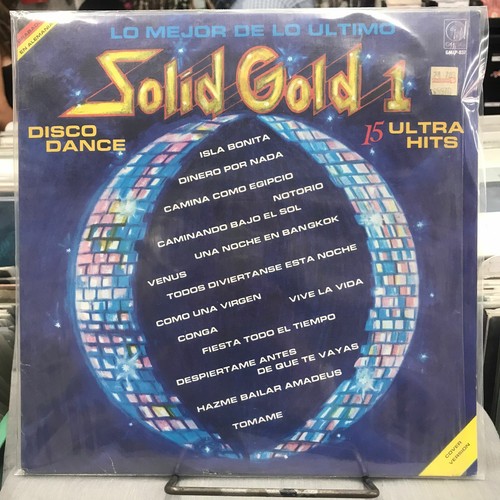 LO MEJOR DE LO ULTIMO
Solid Gold 1
DISCO
DANCE
15 ULTRA
HITS
ISLA BONITA
DINERO POR NADA
CAMINA COMO EGIPCIO
NOTORIO
CAMINANDO BAJO EL SOL
UNA NOCHE EN BANGKOK
VENUS
TODOS DIVIERTANSE ESTA NOCHE
COMO UNA VIRGEN
VIVE LA VIDA
CONGA
FIESTA TODO EL TIEMPO
DESPIERTAME ANTES
DE QUE TE VAYAS
HAZME BAILAR AMADEUS
TOMAME
COVER
VERSION